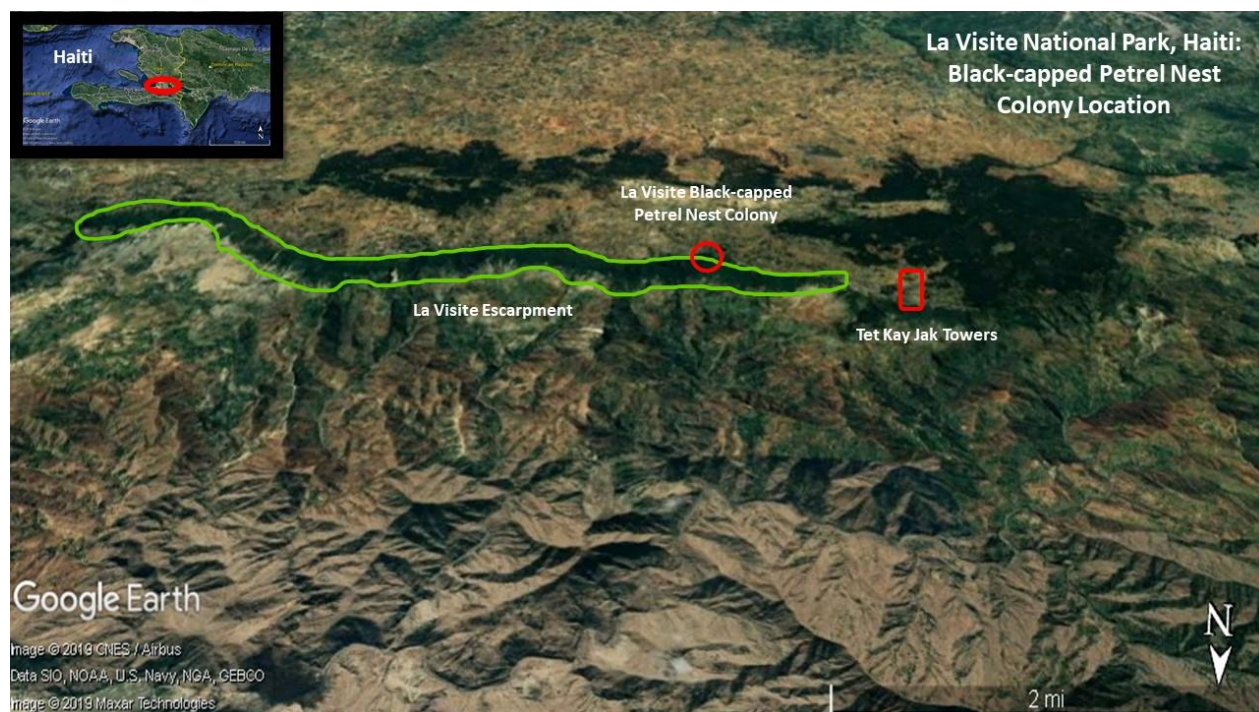 Haiti
Google Earth
N
La Visite National Park, Haiti:
Black-capped Petrel Nest
Colony Location
La Visite Black-capped
Petrel Nest Colony
La Visite Escarpment
Tet Kay Jak Towers
Google Earth
Image © 2019 CNES / Airbus
Data SIO, NOAA, U.S. Navy, NGA, GEBCO
Image © 2019 Maxar Technologies
N
2 mi